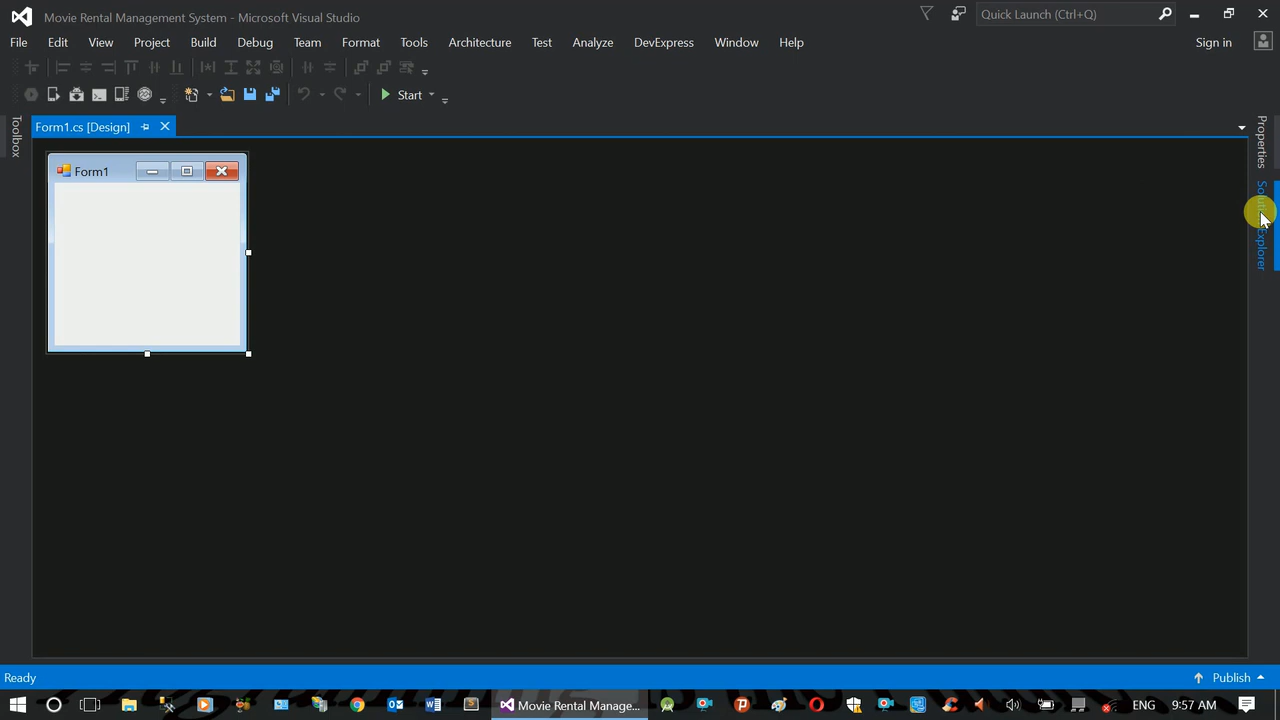 Movie Rental Management System - Microsoft Visual Studio
Quick Launch (Ctrl+Q)
File Edit View Project Build Debug Team Format Tools Architecture Test Analyze DevExpress Window Help
Sign in
Start
Toolbox
Form1.cs [Design]
Properties
Form1
Solution Explorer
Ready
Publish
Movie Rental Manage...
ENG
9:57 AM